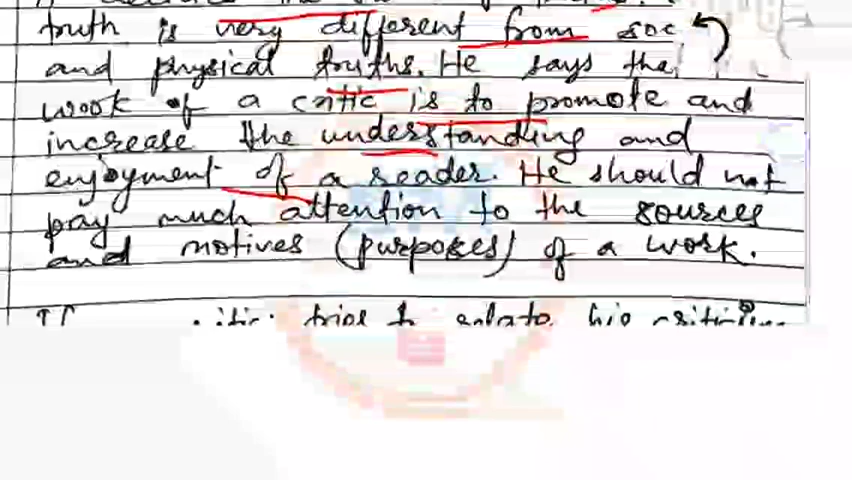 truth is very different from soc
and physical truths. He says the
work of a critic is to promote and
increase the understanding and
enjoyment of a reader. He should not
pay much attention to the sources
and motives (purposes) of a work.